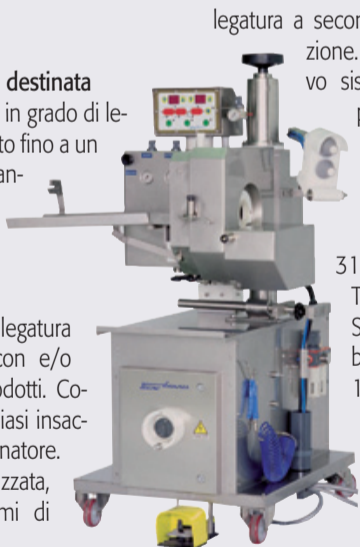 destinata
in grado di le-
to fino a un
an-
legatura
con e/o
odotti. Co-
iasi insac-
natore.
zzata,
mi di
legatura a secon
zione.
vo sis
p
31
T
S
b
1